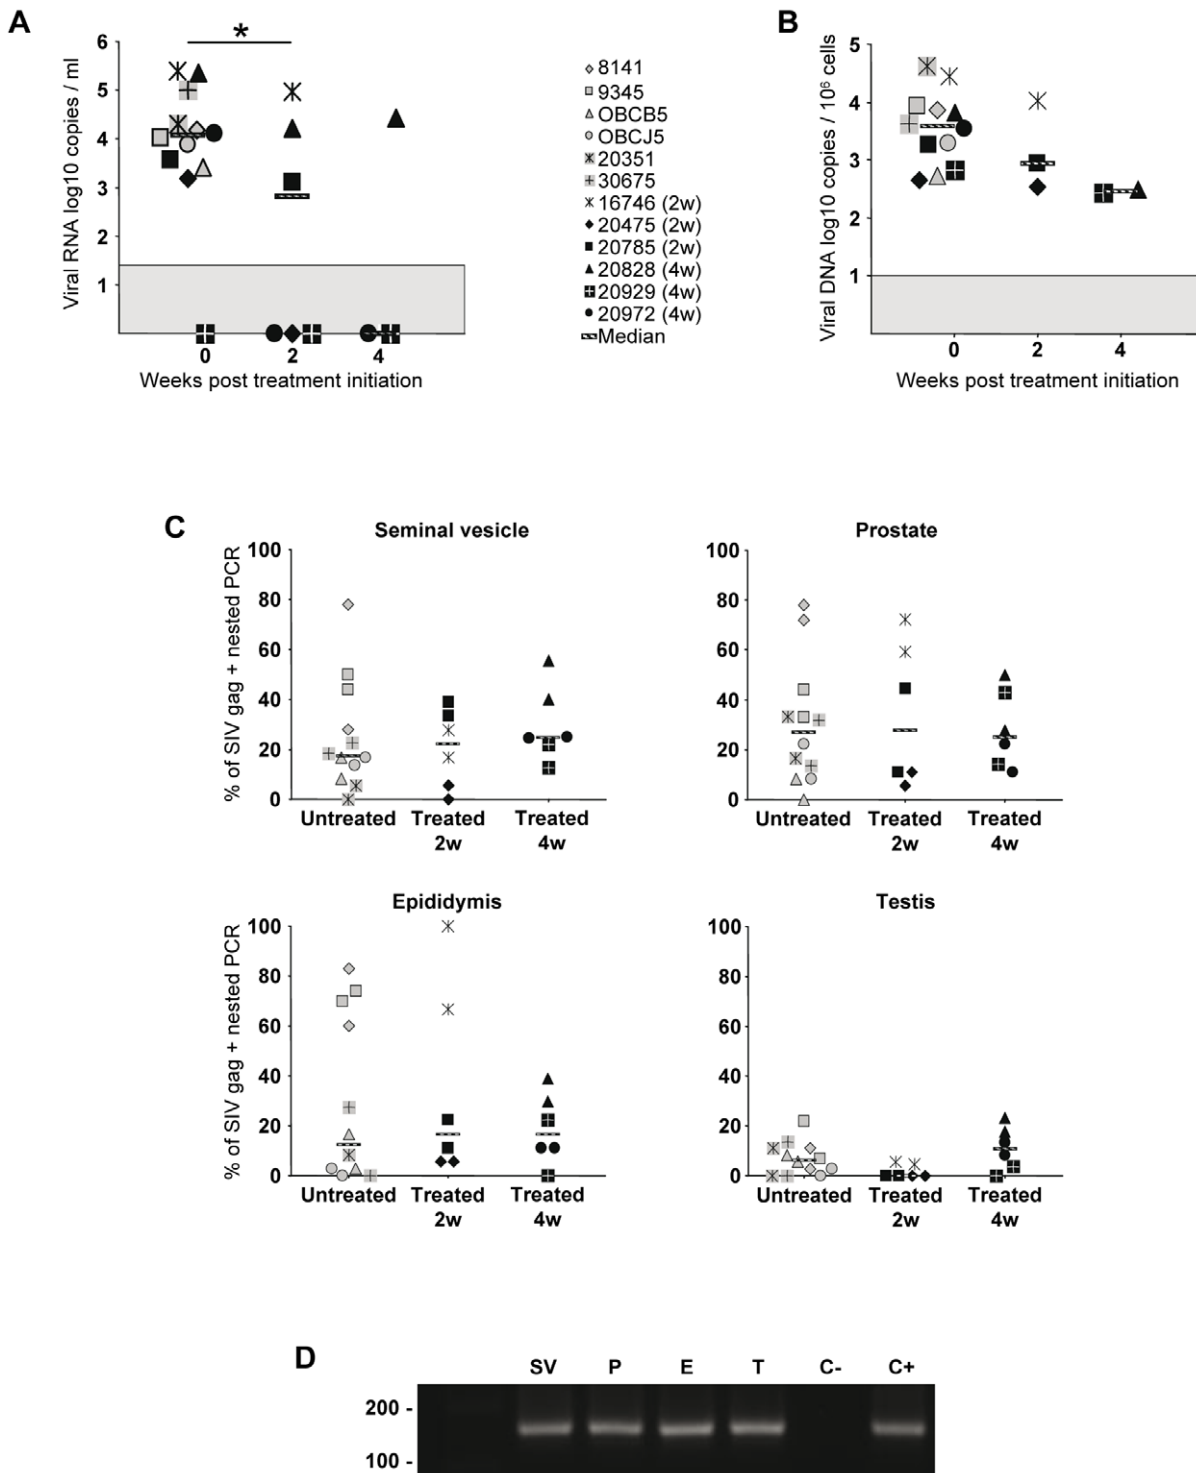 A
Viral RNA log10 copies / ml
6
5
4
3
2
1
*
0 2 4
Weeks post treatment initiation
8141
9345
OBCB5
OBCJ5
20351
30675
16746 (2w)
20475 (2w)
20785 (2w)
20828 (4w)
20929 (4w)
20972 (4w)
Median
B
Viral DNA log10 copies / 10⁶ cells
5
4
3
2
1
0 2 4
Weeks post treatment initiation
C
Seminal vesicle
% of SIV gag + nested PCR
100
80
60
40
20
0
Untreated Treated Treated
2w 4w
Prostate
100
80
60
40
20
0
Untreated Treated Treated
2w 4w
Epididymis
% of SIV gag + nested PCR
100
80
60
40
20
0
Untreated Treated Treated
2w 4w
Testis
100
80
60
40
20
0
Untreated Treated Treated
2w 4w
D
SV P E T C- C+
200 -
100 -